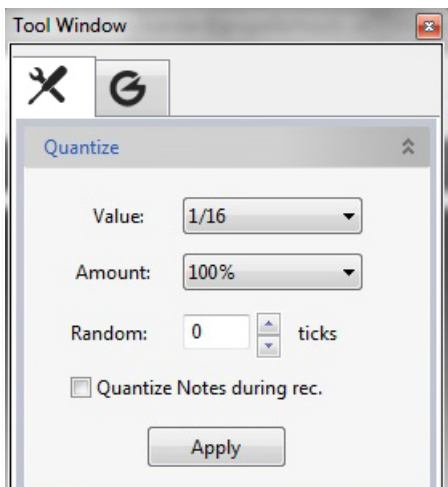 Tool Window
Quantize
Value: 1/16
Amount: 100%
Random: 0 ticks
Quantize Notes during rec.
Apply